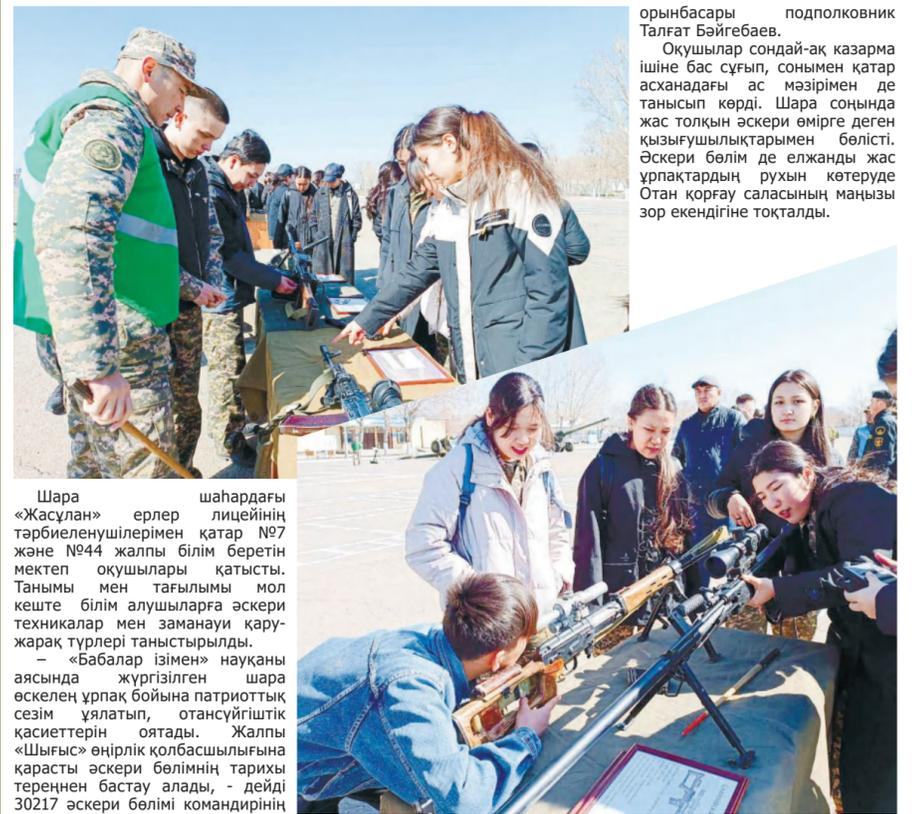 Шара шаһардағы
«Жасұлан» ерлер лицейінің
тәрбиеленушілерімен қатар №7
және №44 жалпы білім беретін
мектеп оқушылары қатысты.
Танымы мен тағылымы мол
кеште білім алушыларға әскери
техникалар мен заманауи қару-
жарақ түрлері таныстырылды.
– «Бабалар ізімен» науқаны
аясында жүргізілген шара
өскелең ұрпақ бойына патриоттық
сезім ұялатып, отансүйгіштік
қасиеттерін оятады. Жалпы
«Шығыс» өңірлік қолбасшылығына
қарасты әскери бөлімнің тарихы
тереңнен бастау алады, - дейді
30217 әскери бөлімі командирінің
орынбасары подполковник
Талғат Бәйгебаев.
Оқушылар сондай-ақ казарма
ішіне бас сұғып, сонымен қатар
асханадағы ас мәзірімен де
танысып көрді. Шара соңында
жас толқын әскери өмірге деген
қызығушылықтарымен бөлісті.
Әскери бөлім де елжанды жас
ұрпақтардың рухын көтеруде
Отан қорғау саласының маңызы
зор екендігіне тоқталды.